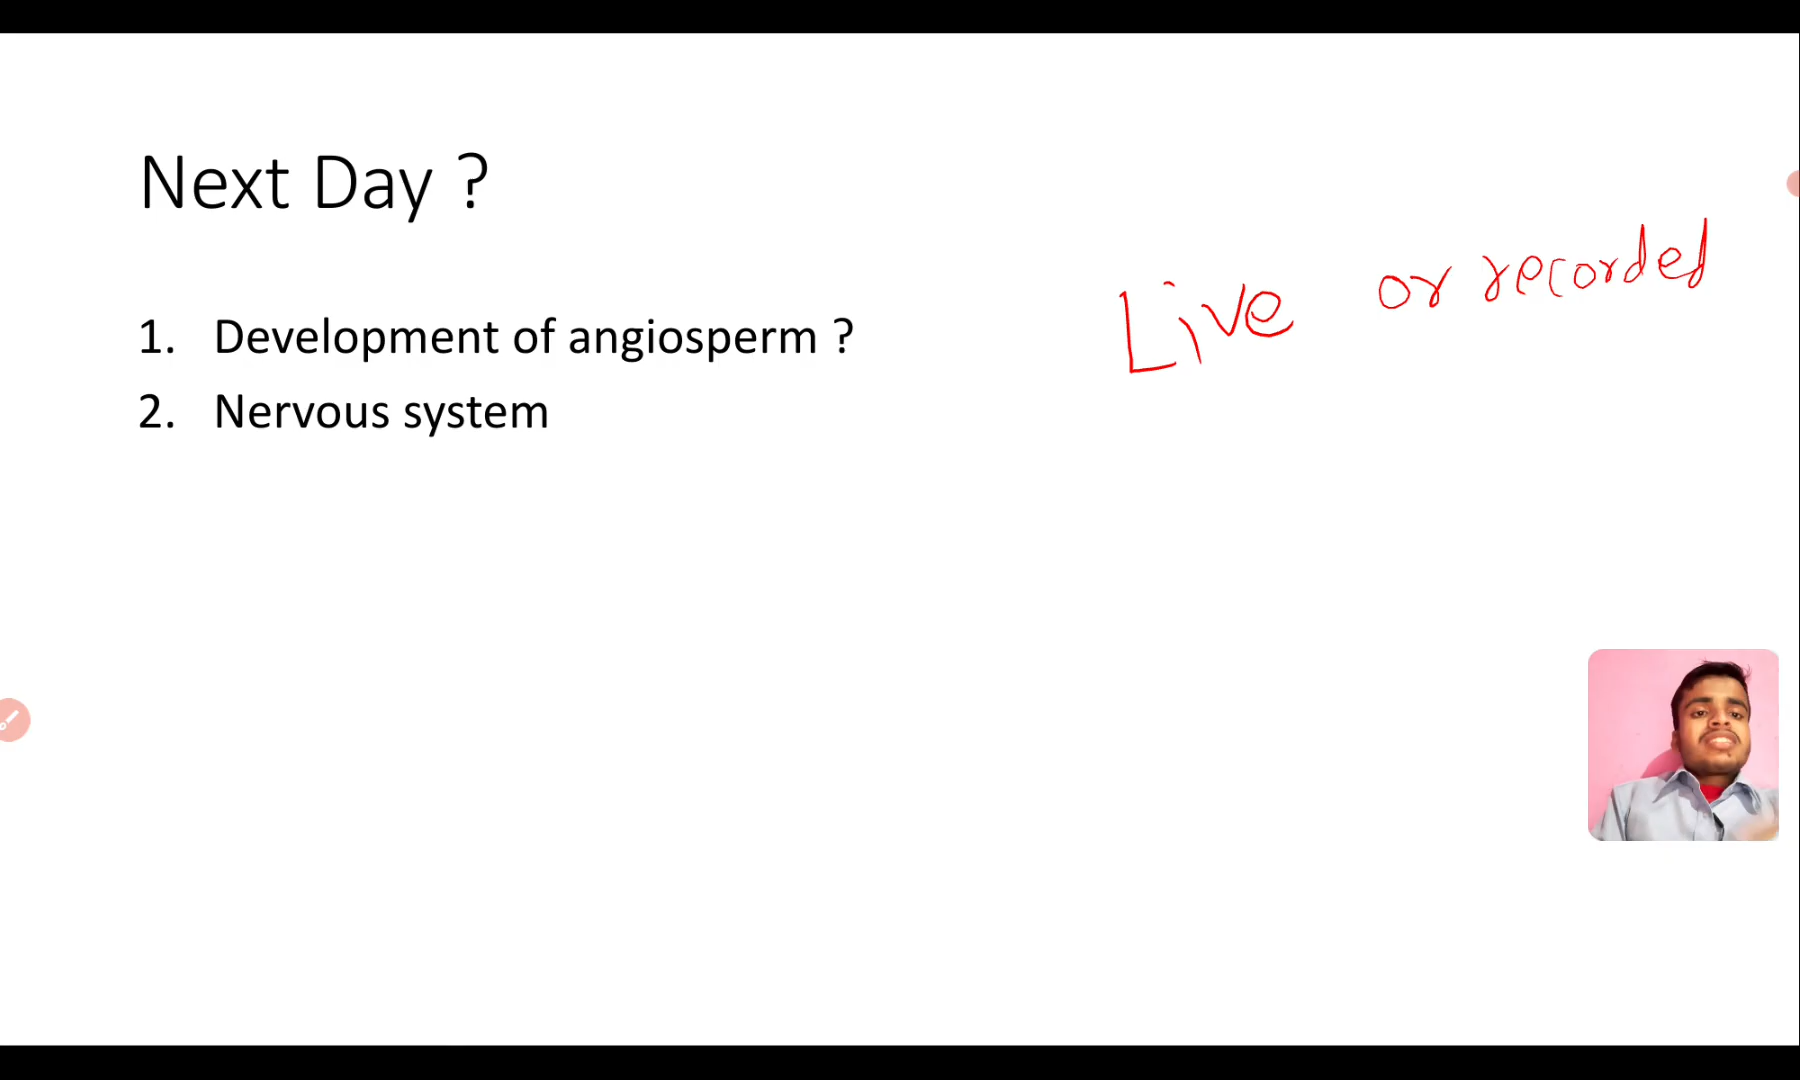 Next Day ?
Live or recorded
1. Development of angiosperm ?
2. Nervous system